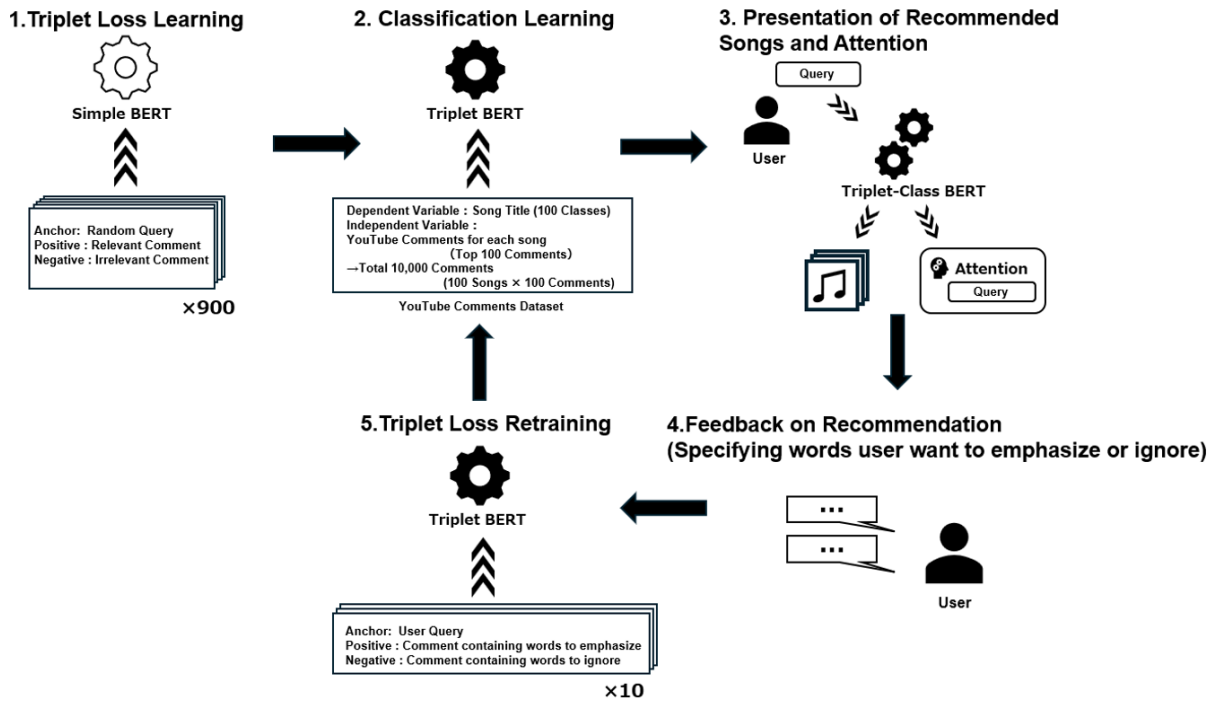 1.Triplet Loss Learning
Simple BERT
Anchor: Random Query
Positive : Relevant Comment
Negative : Irrelevant Comment
×900
2. Classification Learning
Triplet BERT
Dependent Variable : Song Title (100 Classes)
Independent Variable :
YouTube Comments for each song
(Top 100 Comments)
→Total 10,000 Comments
(100 Songs × 100 Comments)
YouTube Comments Dataset
3. Presentation of Recommended
Songs and Attention
Query
User
Triplet-Class BERT
Attention
Query
4.Feedback on Recommendation
(Specifying words user want to emphasize or ignore)
...
...
User
5.Triplet Loss Retraining
Triplet BERT
Anchor: User Query
Positive : Comment containing words to emphasize
Negative : Comment containing words to ignore
×10